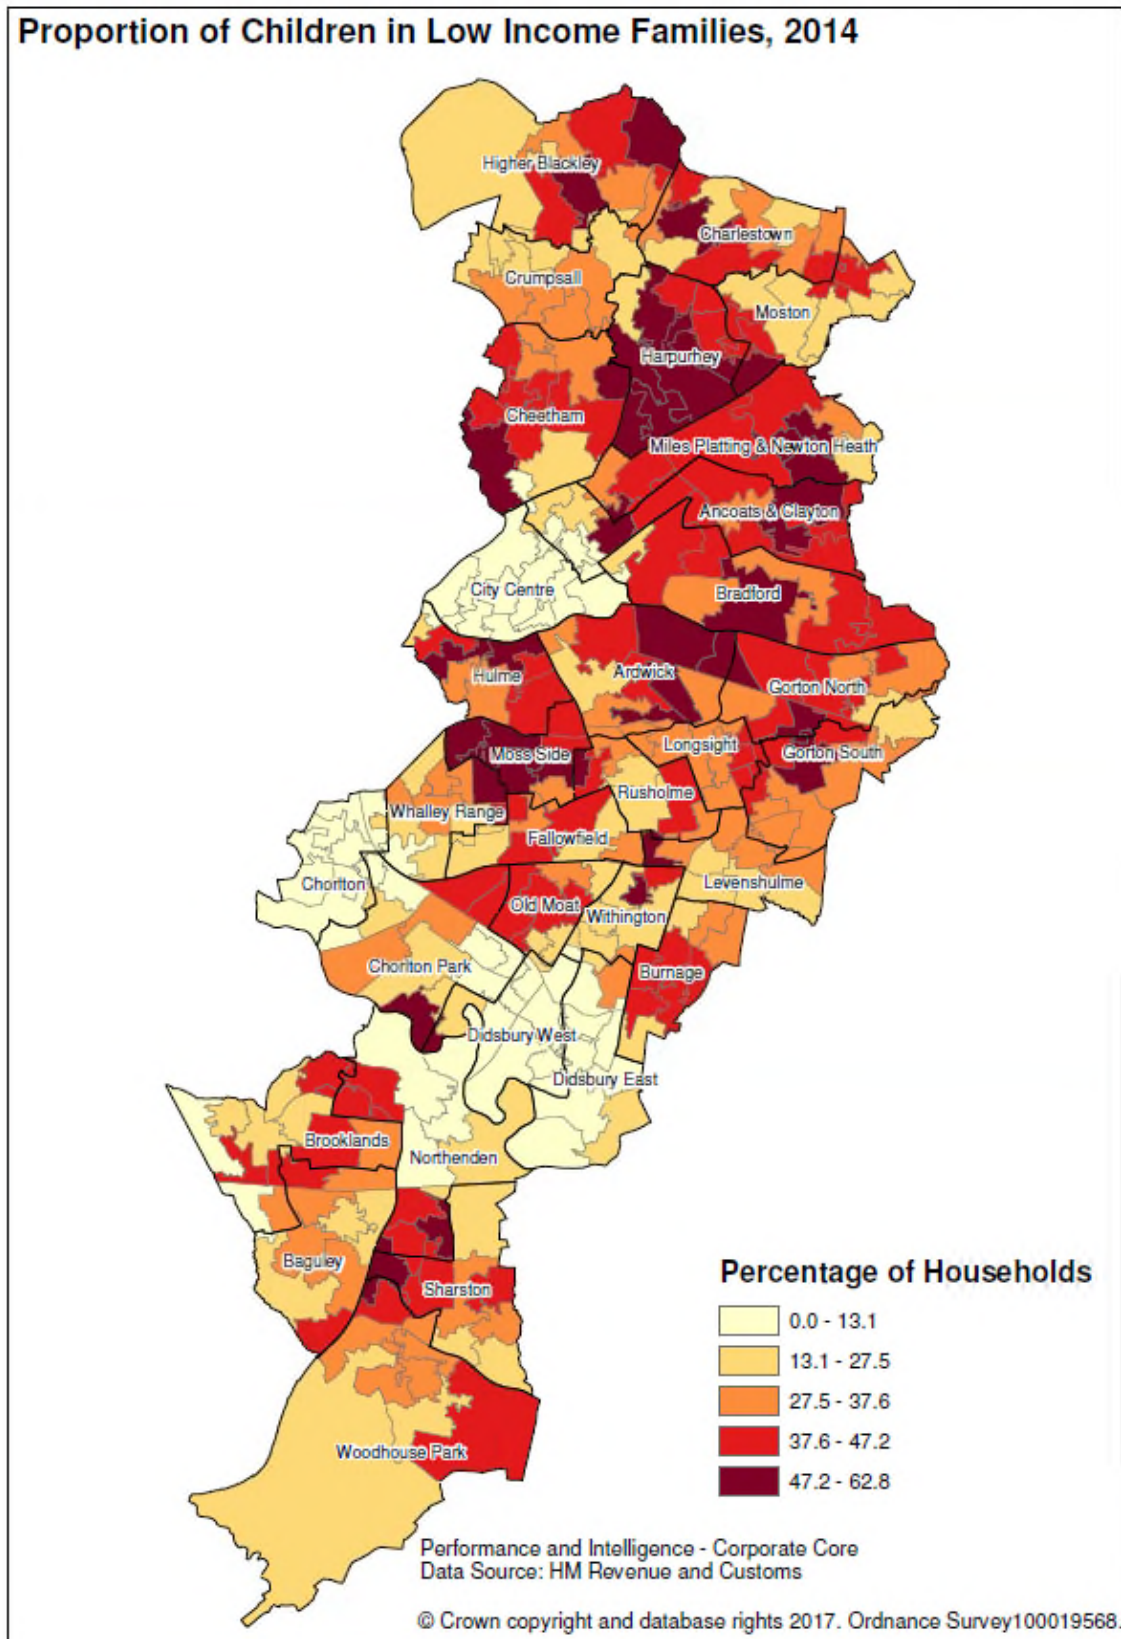 Proportion of Children in Low Income Families, 2014
Higher Blackley
Charlestown
Crumpsall
Moston
Harpurhey
Cheetham
Miles Platting & Newton Heath
Ancoats & Clayton
City Centre
Bradford
Hulme
Ardwick
Gorton North
Moss Side
Longsight
Gorton South
Rusholme
Whalley Range
Fallowfield
Chorlton
Old Moat
Levenshulme
Withington
Chorlton Park
Burnage
Didsbury West
Didsbury East
Brooklands
Northenden
Baguley
Sharston
Woodhouse Park
Percentage of Households
0.0 - 13.1
13.1 - 27.5
27.5 - 37.6
37.6 - 47.2
47.2 - 62.8
Performance and Intelligence - Corporate Core
Data Source: HM Revenue and Customs
© Crown copyright and database rights 2017. Ordnance Survey100019568.